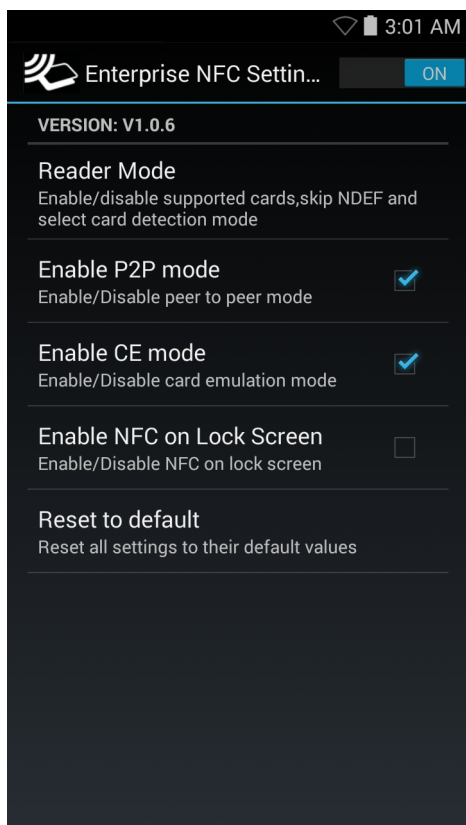 3:01 AM
Enterprise NFC Settin...
ON
VERSION: V1.0.6
Reader Mode
Enable/disable supported cards,skip NDEF and
select card detection mode
Enable P2P mode
Enable/Disable peer to peer mode
Enable CE mode
Enable/Disable card emulation mode
Enable NFC on Lock Screen
Enable/Disable NFC on lock screen
Reset to default
Reset all settings to their default values